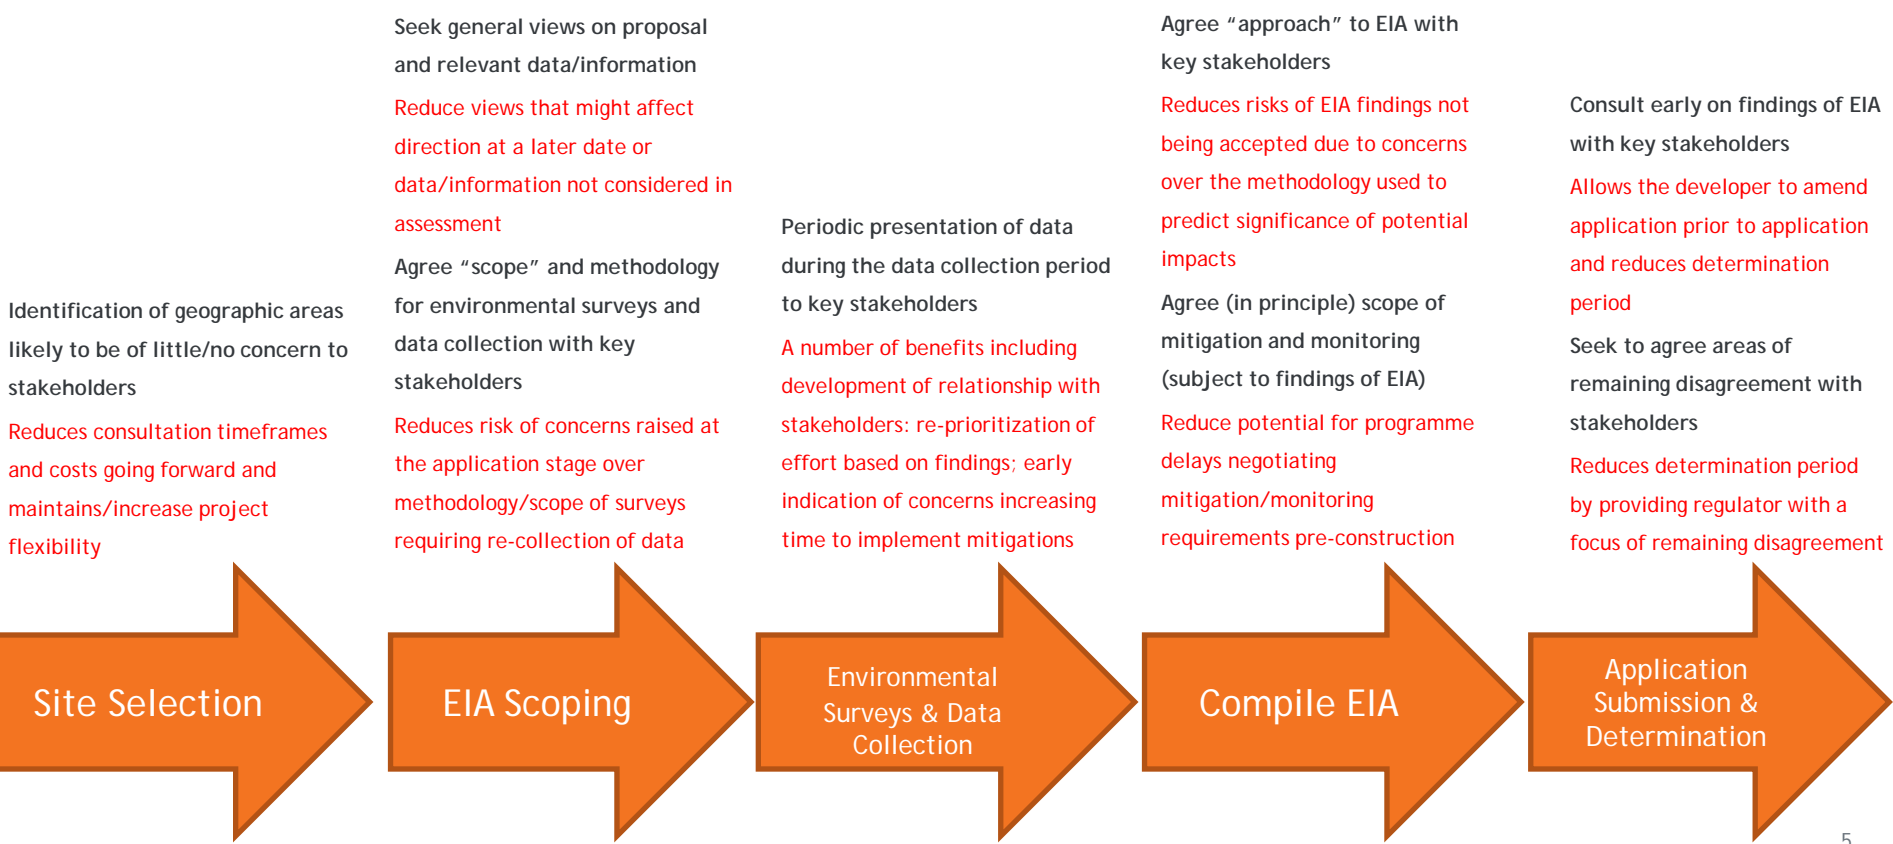 Identification of geographic areas
likely to be of little/no concern to
stakeholders
Reduces consultation timeframes
and costs going forward and
maintains/increase project
flexibility
Site Selection
Seek general views on proposal
and relevant data/information
Reduce views that might affect
direction at a later date or
data/information not considered in
assessment
Agree “scope” and methodology
for environmental surveys and
data collection with key
stakeholders
Reduces risk of concerns raised at
the application stage over
methodology/scope of surveys
requiring re-collection of data
EIA Scoping
Periodic presentation of data
during the data collection period
to key stakeholders
A number of benefits including
development of relationship with
stakeholders: re-prioritization of
effort based on findings; early
indication of concerns increasing
time to implement mitigations
Environmental
Surveys & Data
Collection
Agree “approach” to EIA with
key stakeholders
Reduces risks of EIA findings not
being accepted due to concerns
over the methodology used to
predict significance of potential
impacts
Agree (in principle) scope of
mitigation and monitoring
(subject to findings of EIA)
Reduce potential for programme
delays negotiating
mitigation/monitoring
requirements pre-construction
Compile EIA
Consult early on findings of EIA
with key stakeholders
Allows the developer to amend
application prior to application
and reduces determination
period
Seek to agree areas of
remaining disagreement with
stakeholders
Reduces determination period
by providing regulator with a
focus of remaining disagreement
Application
Submission &
Determination
5